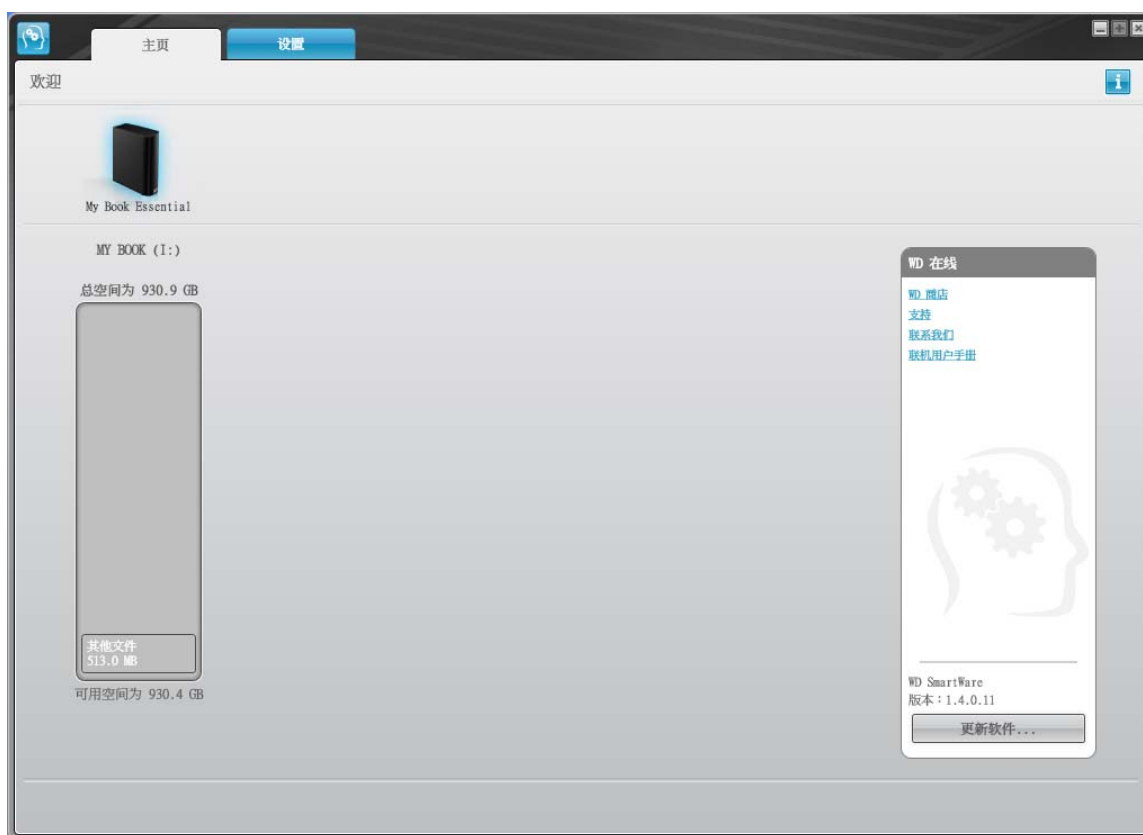 主页
设置
欢迎
My Book Essential
MY BOOK (I:)
总空间为 930.9 GB
其他文件
513.0 MB
可用空间为 930.4 GB
WD 在线
WD 商店
支持
联系我们
联机用户手册
WD SmartWare
版本：1.4.0.11
更新软件...